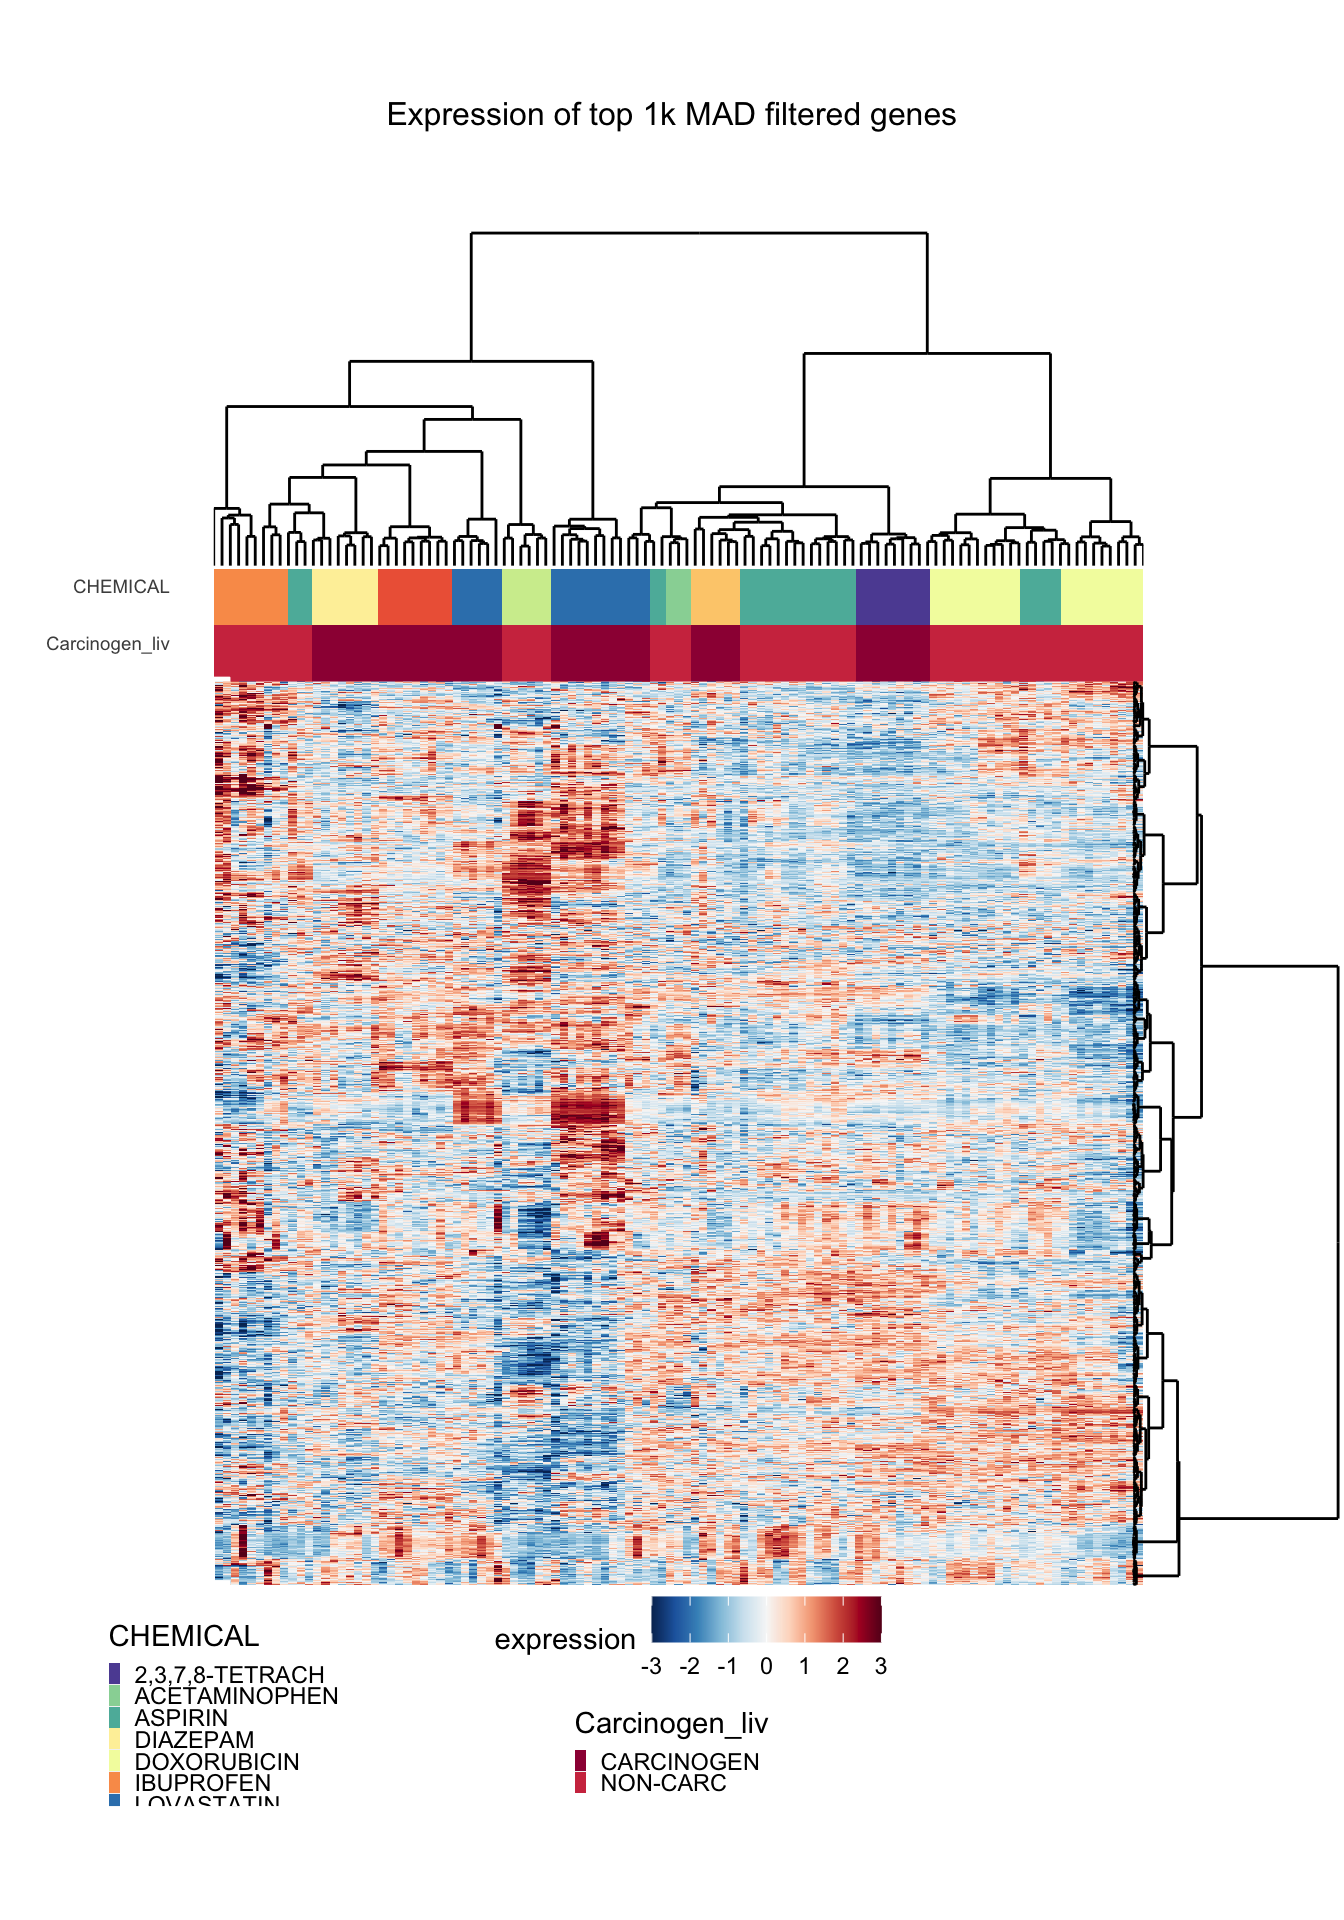 Expression of top 1k MAD filtered genes
CHEMICAL
Carcinogen_liv
expression
-3 -2 -1 0 1 2 3
CHEMICAL
2,3,7,8-TETRACH
ACETAMINOPHEN
ASPIRIN
DIAZEPAM
DOXORUBICIN
IBUPROFEN
LOVASTATIN
Carcinogen_liv
CARCINOGEN
NON-CARC